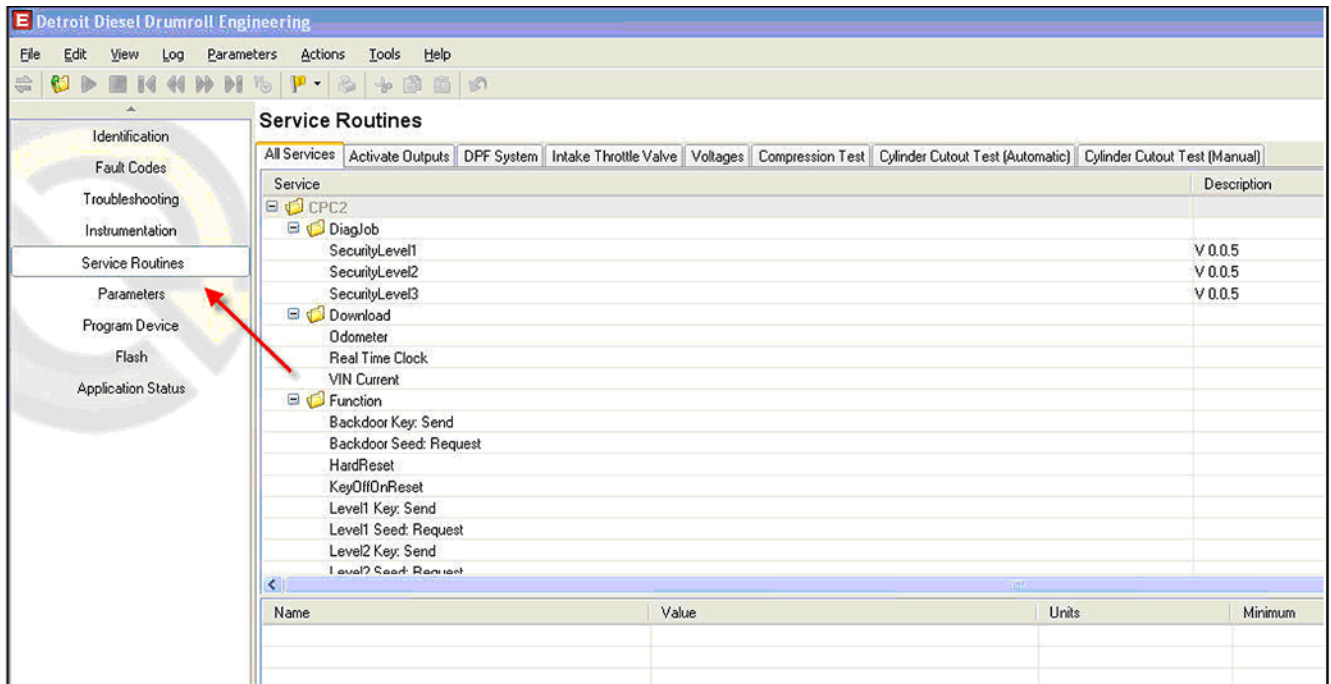 E Detroit Diesel Drumroll Engineering
File Edit View Log Parameters Actions Tools Help
Identification
Fault Codes
Troubleshooting
Instrumentation
Service Routines
Parameters
Program Device
Flash
Application Status
Service Routines
All Services Activate Outputs DPF System Intake Throttle Valve Voltages Compression Test Cylinder Cutout Test (Automatic) Cylinder Cutout Test (Manual)
Service Description
CPC2
DiagJob
SecurityLevel1 V 0.0.5
SecurityLevel2 V 0.0.5
SecurityLevel3 V 0.0.5
Download
Odometer
Real Time Clock
VIN Current
Function
Backdoor Key: Send
Backdoor Seed: Request
HardReset
KeyOffOnReset
Level1 Key: Send
Level1 Seed: Request
Level2 Key: Send
Level2 Seed: Request
Name Value Units Minimum